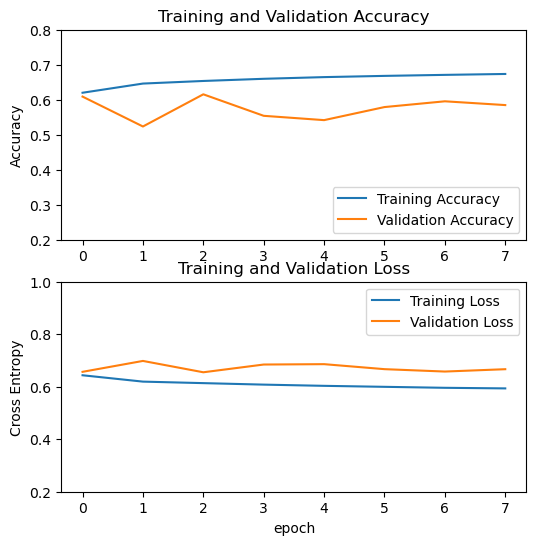 Training and Validation Accuracy
Accuracy
0.8
0.7
0.6
0.5
0.4
0.3
0.2
Training Accuracy
Validation Accuracy
0 1 2 3 4 5 6 7
Training and Validation Loss
Cross Entropy
1.0
0.8
0.6
0.4
0.2
Training Loss
Validation Loss
0 1 2 3 4 5 6 7
epoch